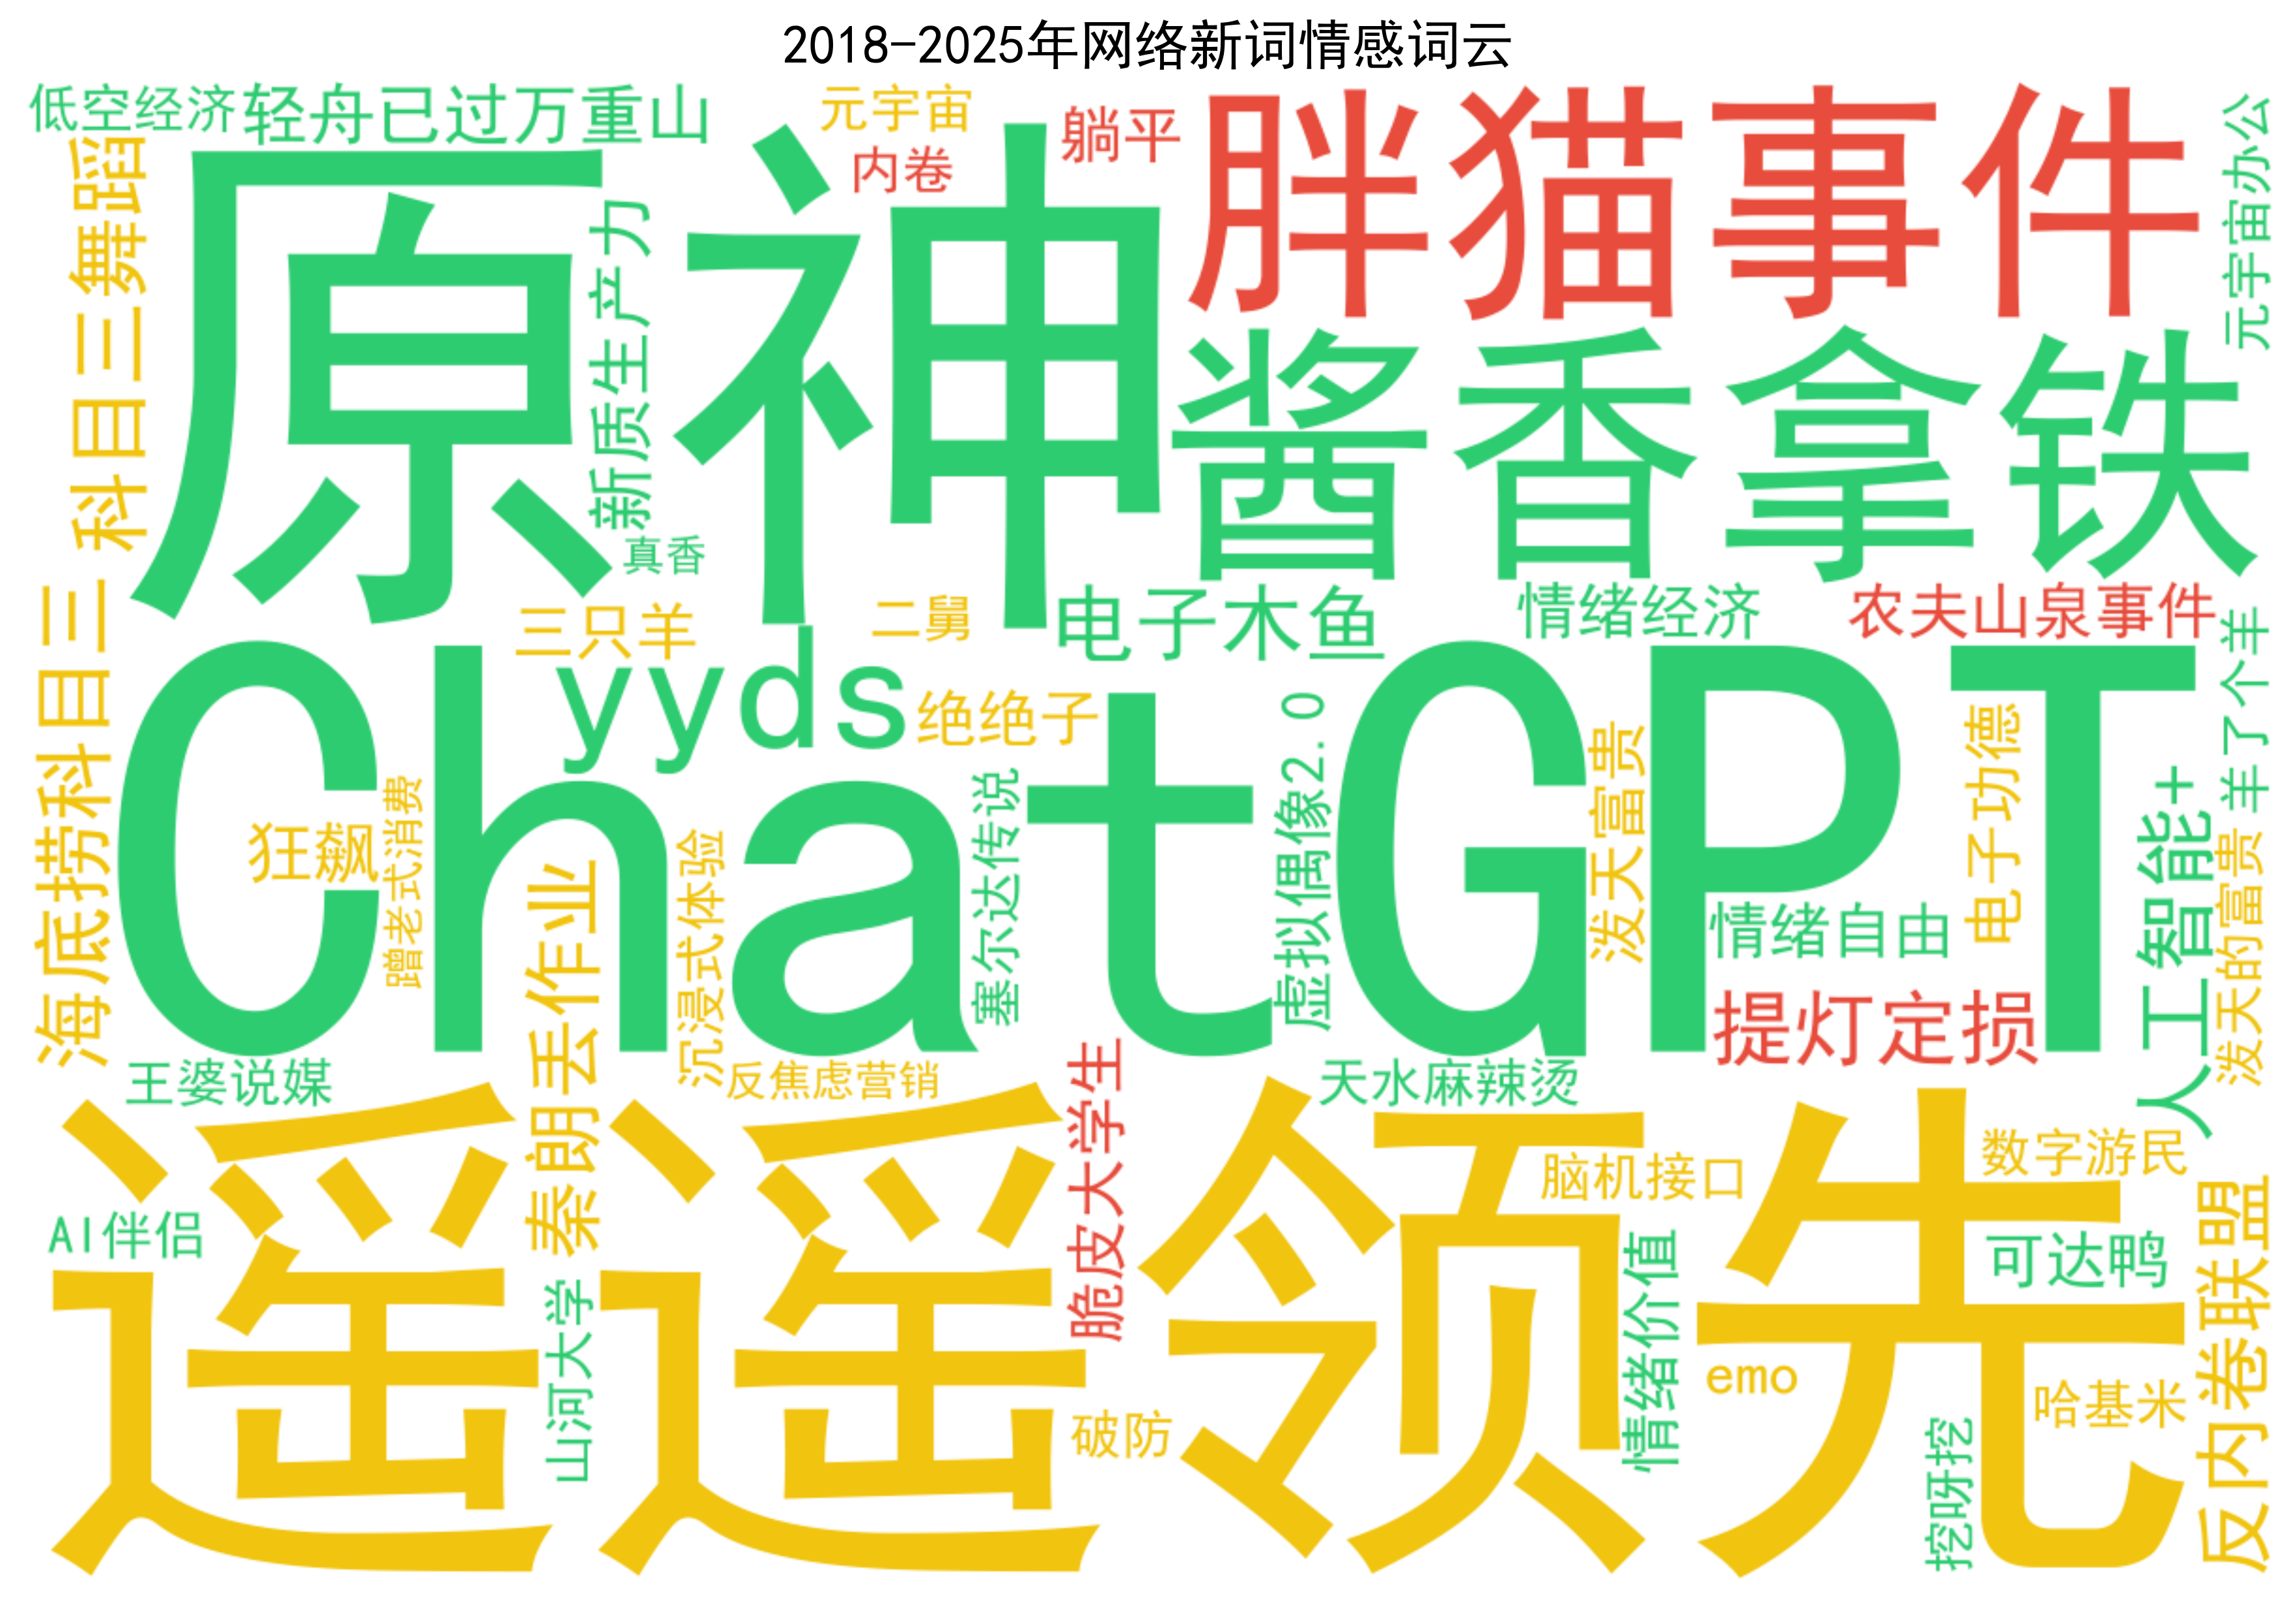 2018-2025年网络新词情感词云
低空经济
轻舟已过万重山
元宇宙
内卷
躺平
胖猫事件
元宇宙办公
科目三舞蹈
原神
新质生产力
真香
酱香拿铁
三只羊
二舅
电子木鱼
情绪经济
农夫山泉事件
羊了个羊
海底捞科目三
ChatGPT
yyds
绝绝子
狂飙
嘎老式消费
素颜丢作业
沉浸式体验
塞尔达传说
虚拟偶像2.0
泼天富贵
电子功德
情绪自由
提灯定损
人工智能+
泼天的富贵
王婆说媒
反焦虑营销
脆皮大学生
天水麻辣烫
遥遥领先
AI伴侣
山河大学
破防
脑机接口
情绪价值
数字游民
可达鸭
emo
哈基米
挖呀挖
反内卷联盟